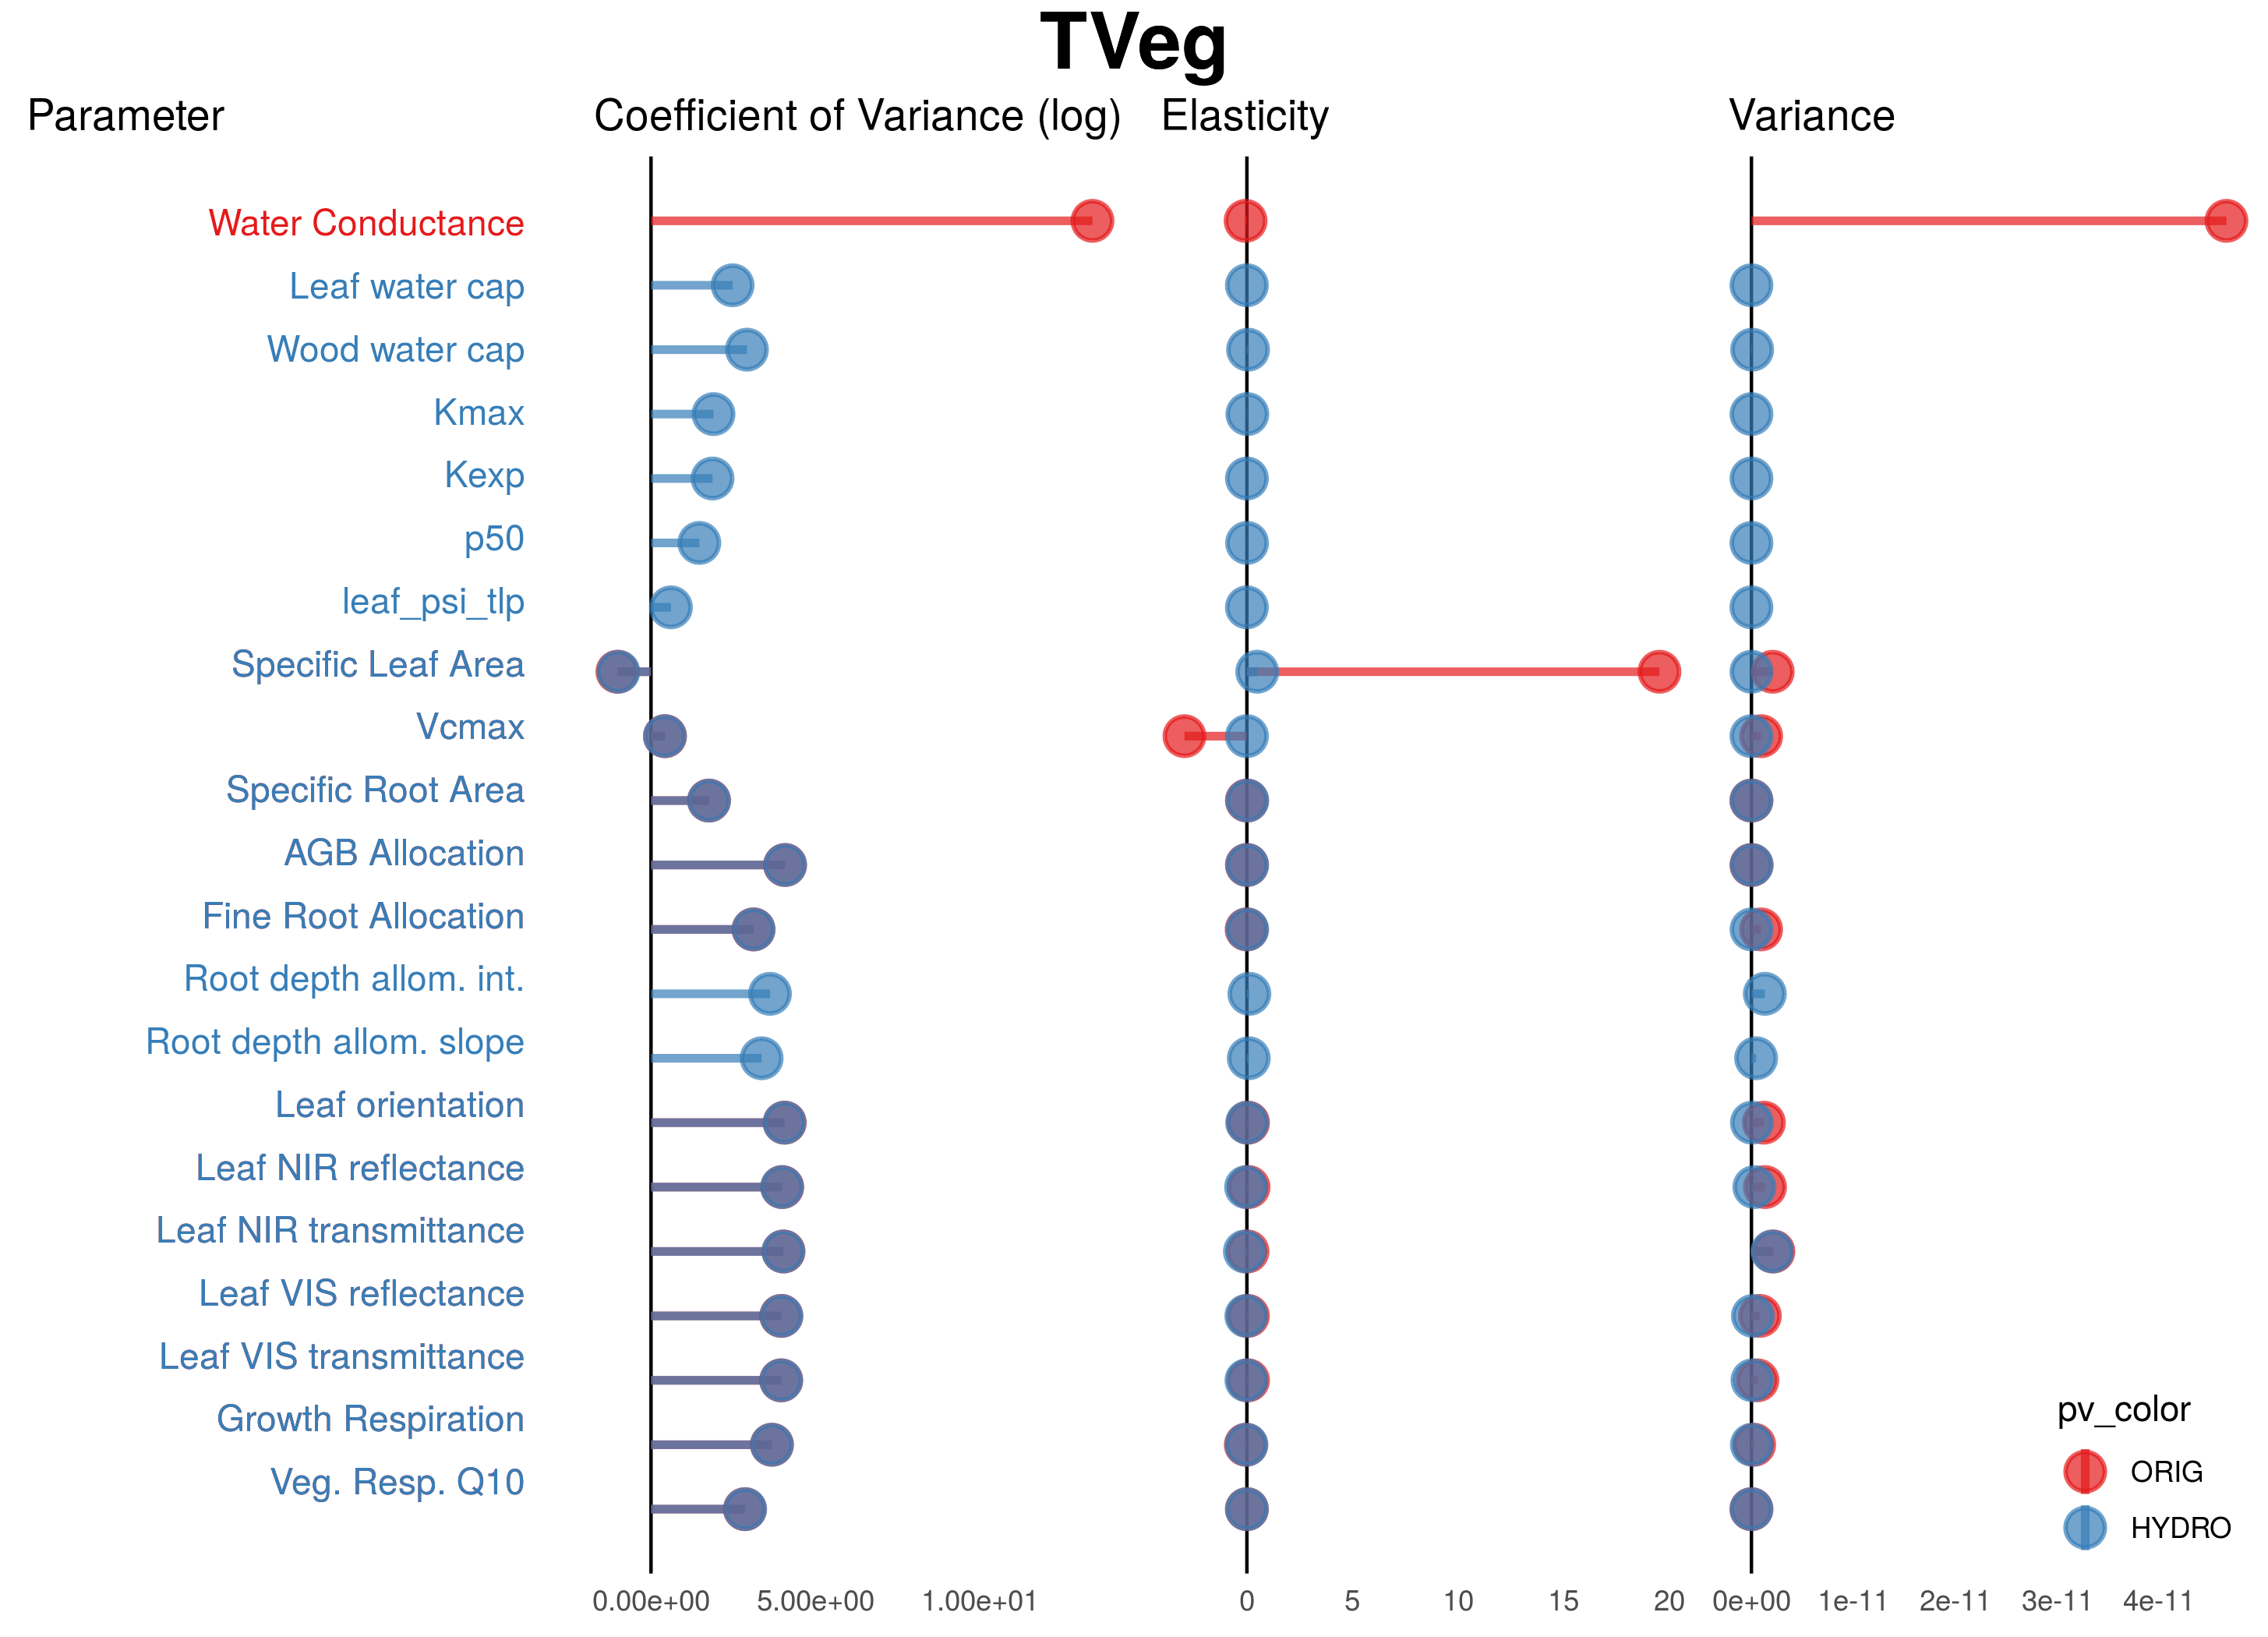 TVeg
Parameter Coefficient of Variance (log) Elasticity Variance
Water Conductance
Leaf water cap
Wood water cap
Kmax
Kexp
p50
leaf_psi_tlp
Specific Leaf Area
Vcmax
Specific Root Area
AGB Allocation
Fine Root Allocation
Root depth allom. int.
Root depth allom. slope
Leaf orientation
Leaf NIR reflectance
Leaf NIR transmittance
Leaf VIS reflectance
Leaf VIS transmittance
Growth Respiration
Veg. Resp. Q10
pv_color
ORIG
HYDRO
0.00e+00 5.00e+00 1.00e+01 0 5 10 15 20 0e+00 1e-11 2e-11 3e-11 4e-11